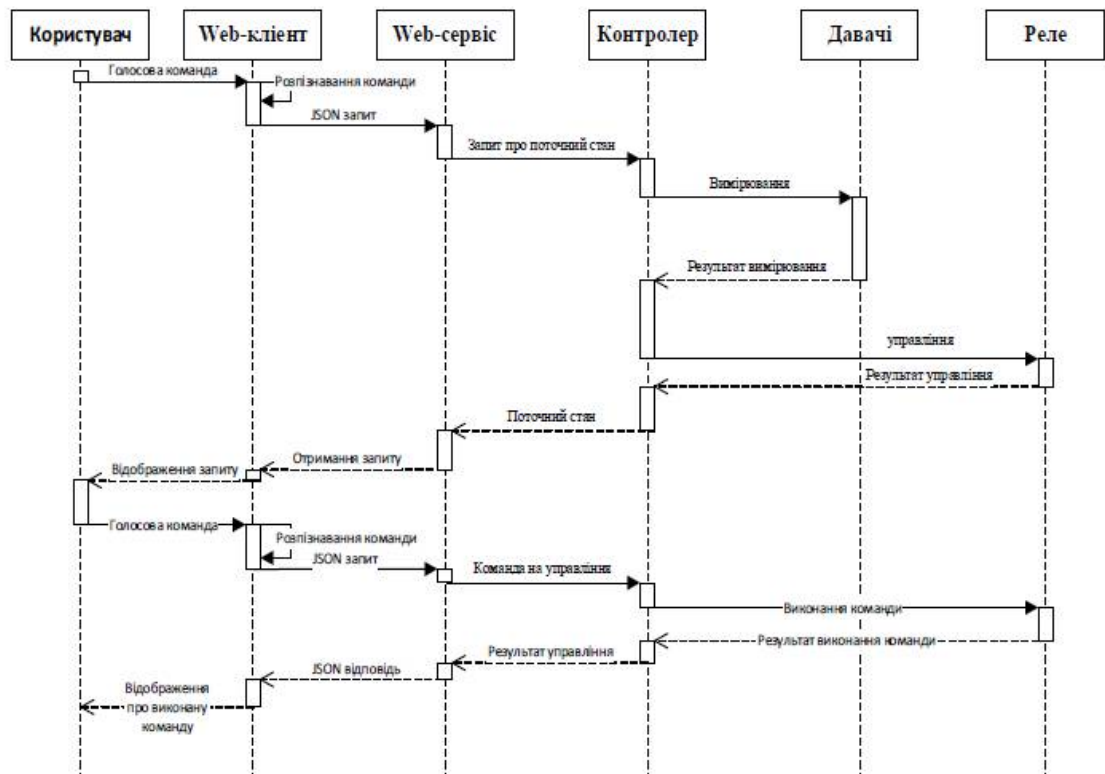 Користувач
Web-клієнт
Web-сервіс
Контролер
Давачі
Реле
Голосова команда
Розпізнавання команди
JSON запит
Запит про поточний стан
Вимірювання
Результат вимірювання
управління
Результат управління
Поточний стян
Отримання запиту
Відображення запиту
Голосова команда
Розпізнавання команди
JSON запит
Команда на управління
Виконання команди
Результат виконання команди
Результат управління
JSON відповідь
Відображення
про виконану
команду